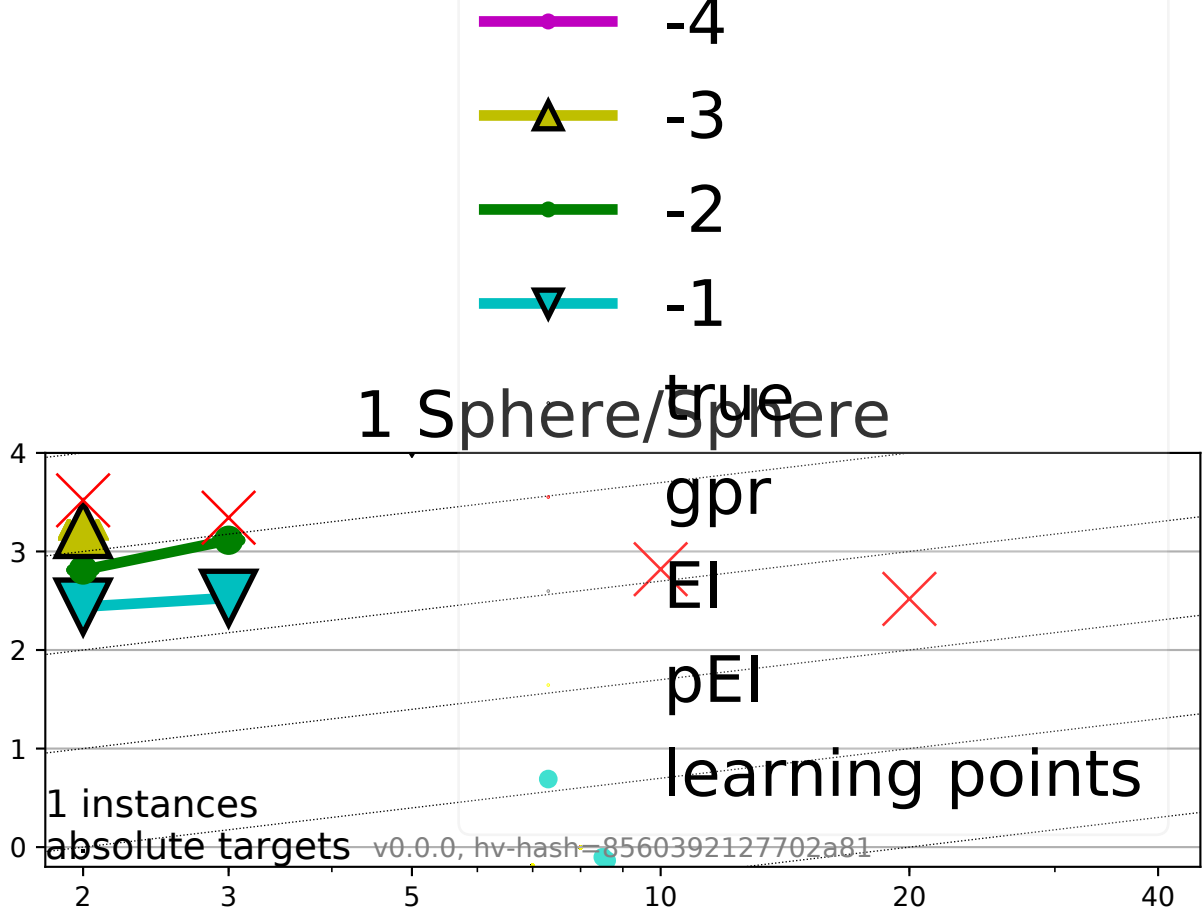 -4
-3
-2
-1
true
1 Sphere/Sphere
gpr
EI
pEI
learning points
4
3
2
1
0
1 instances
absolute targets
v0.0.0, hv-hash=8560392127702a81
2 3 5 10 20 40